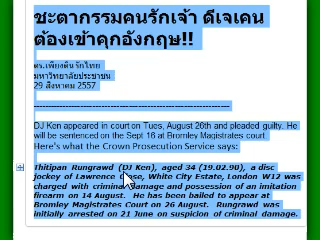 ชะตากรรมคนรักเจ้า ดีเจเคน
ต้องเข้าคุกอังกฤษ!!
ดร.เพียงดิน รักไทย
มหาวิทยาลัยประชาชน
29 สิงหาคม 2557
--------------------------------------------------------------
DJ Ken appeared in court on Tues, August 26th and pleaded guilty. He
will be sentenced on the Sept 16 at Bromley Magistrates court
Here's what the Crown Prosecution Service says:
Thitipan Rungrawd (DJ Ken), aged 34 (19.02.90), a disc
jockey of Lawrence Close, White City Estate, London W12 was
charged with criminal damage and possession of an imitation
firearm on 14 August. He has been bailed to appear at
Bromley Magistrates Court on 26 August. Rungrawd was
initially arrested on 21 June on suspicion of criminal damage.